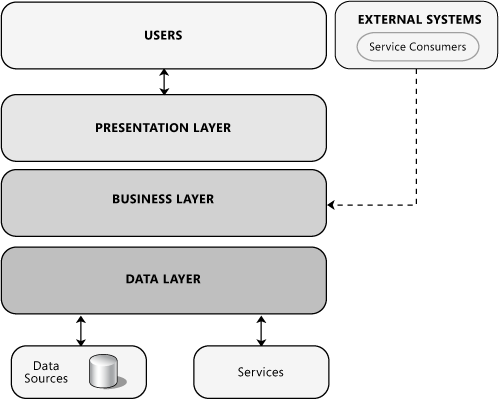 USERS
EXTERNAL SYSTEMS
Service Consumers
PRESENTATION LAYER
BUSINESS LAYER
DATA LAYER
Data
Sources
Services